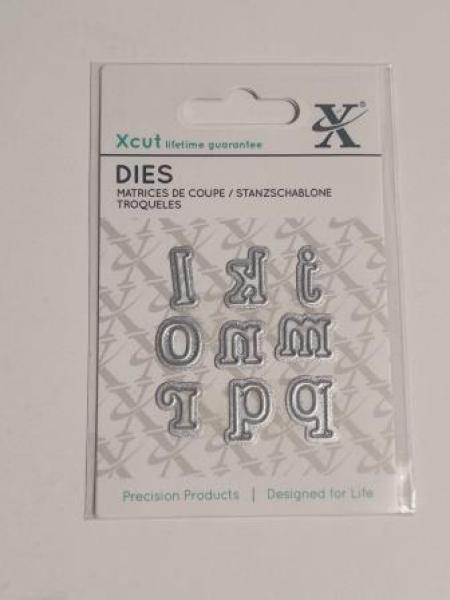 X®
Xcut lifetime guarantee
DIES
MATRICES DE COUPE / STANZSCHABLONE
TROQUELES
l k j
o n m
r q p
Precision Products | Designed for Life